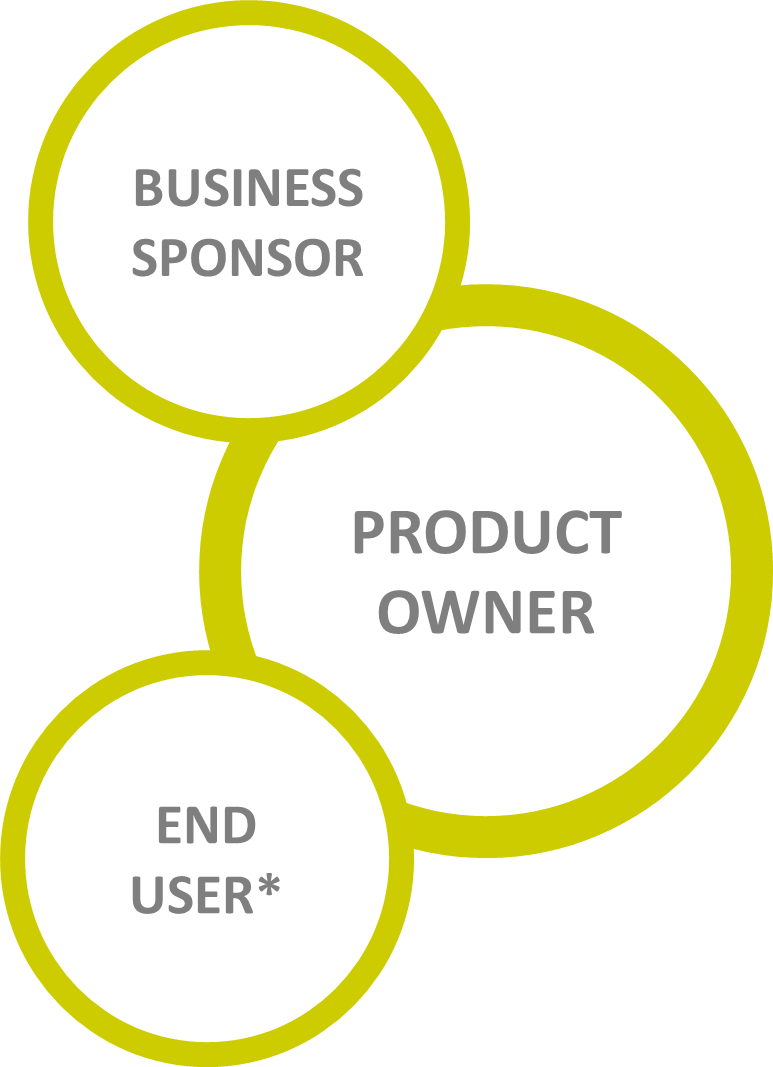 BUSINESS
SPONSOR
PRODUCT
OWNER
END
USER*